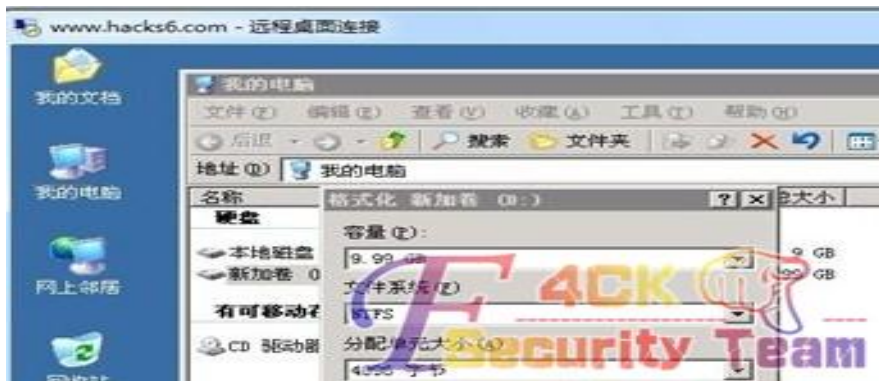 www.hacks6.com - 远程桌面连接
我的文档
我的电脑
网上邻居
我的电脑
文件(F) 编辑(E) 查看(V) 收藏(A) 工具(T) 帮助(H)
后退 搜索 文件夹
地址(D) 我的电脑
名称 大小
硬盘
本地磁盘 9 GB
新加卷 99 GB
有可移动
CD 驱动器
格式化 新加卷 (D:)
容量(P):
9.99 GB
文件系统(F)
NTFS
分配单元大小(A)
4096 字节
F4CK
Security Team